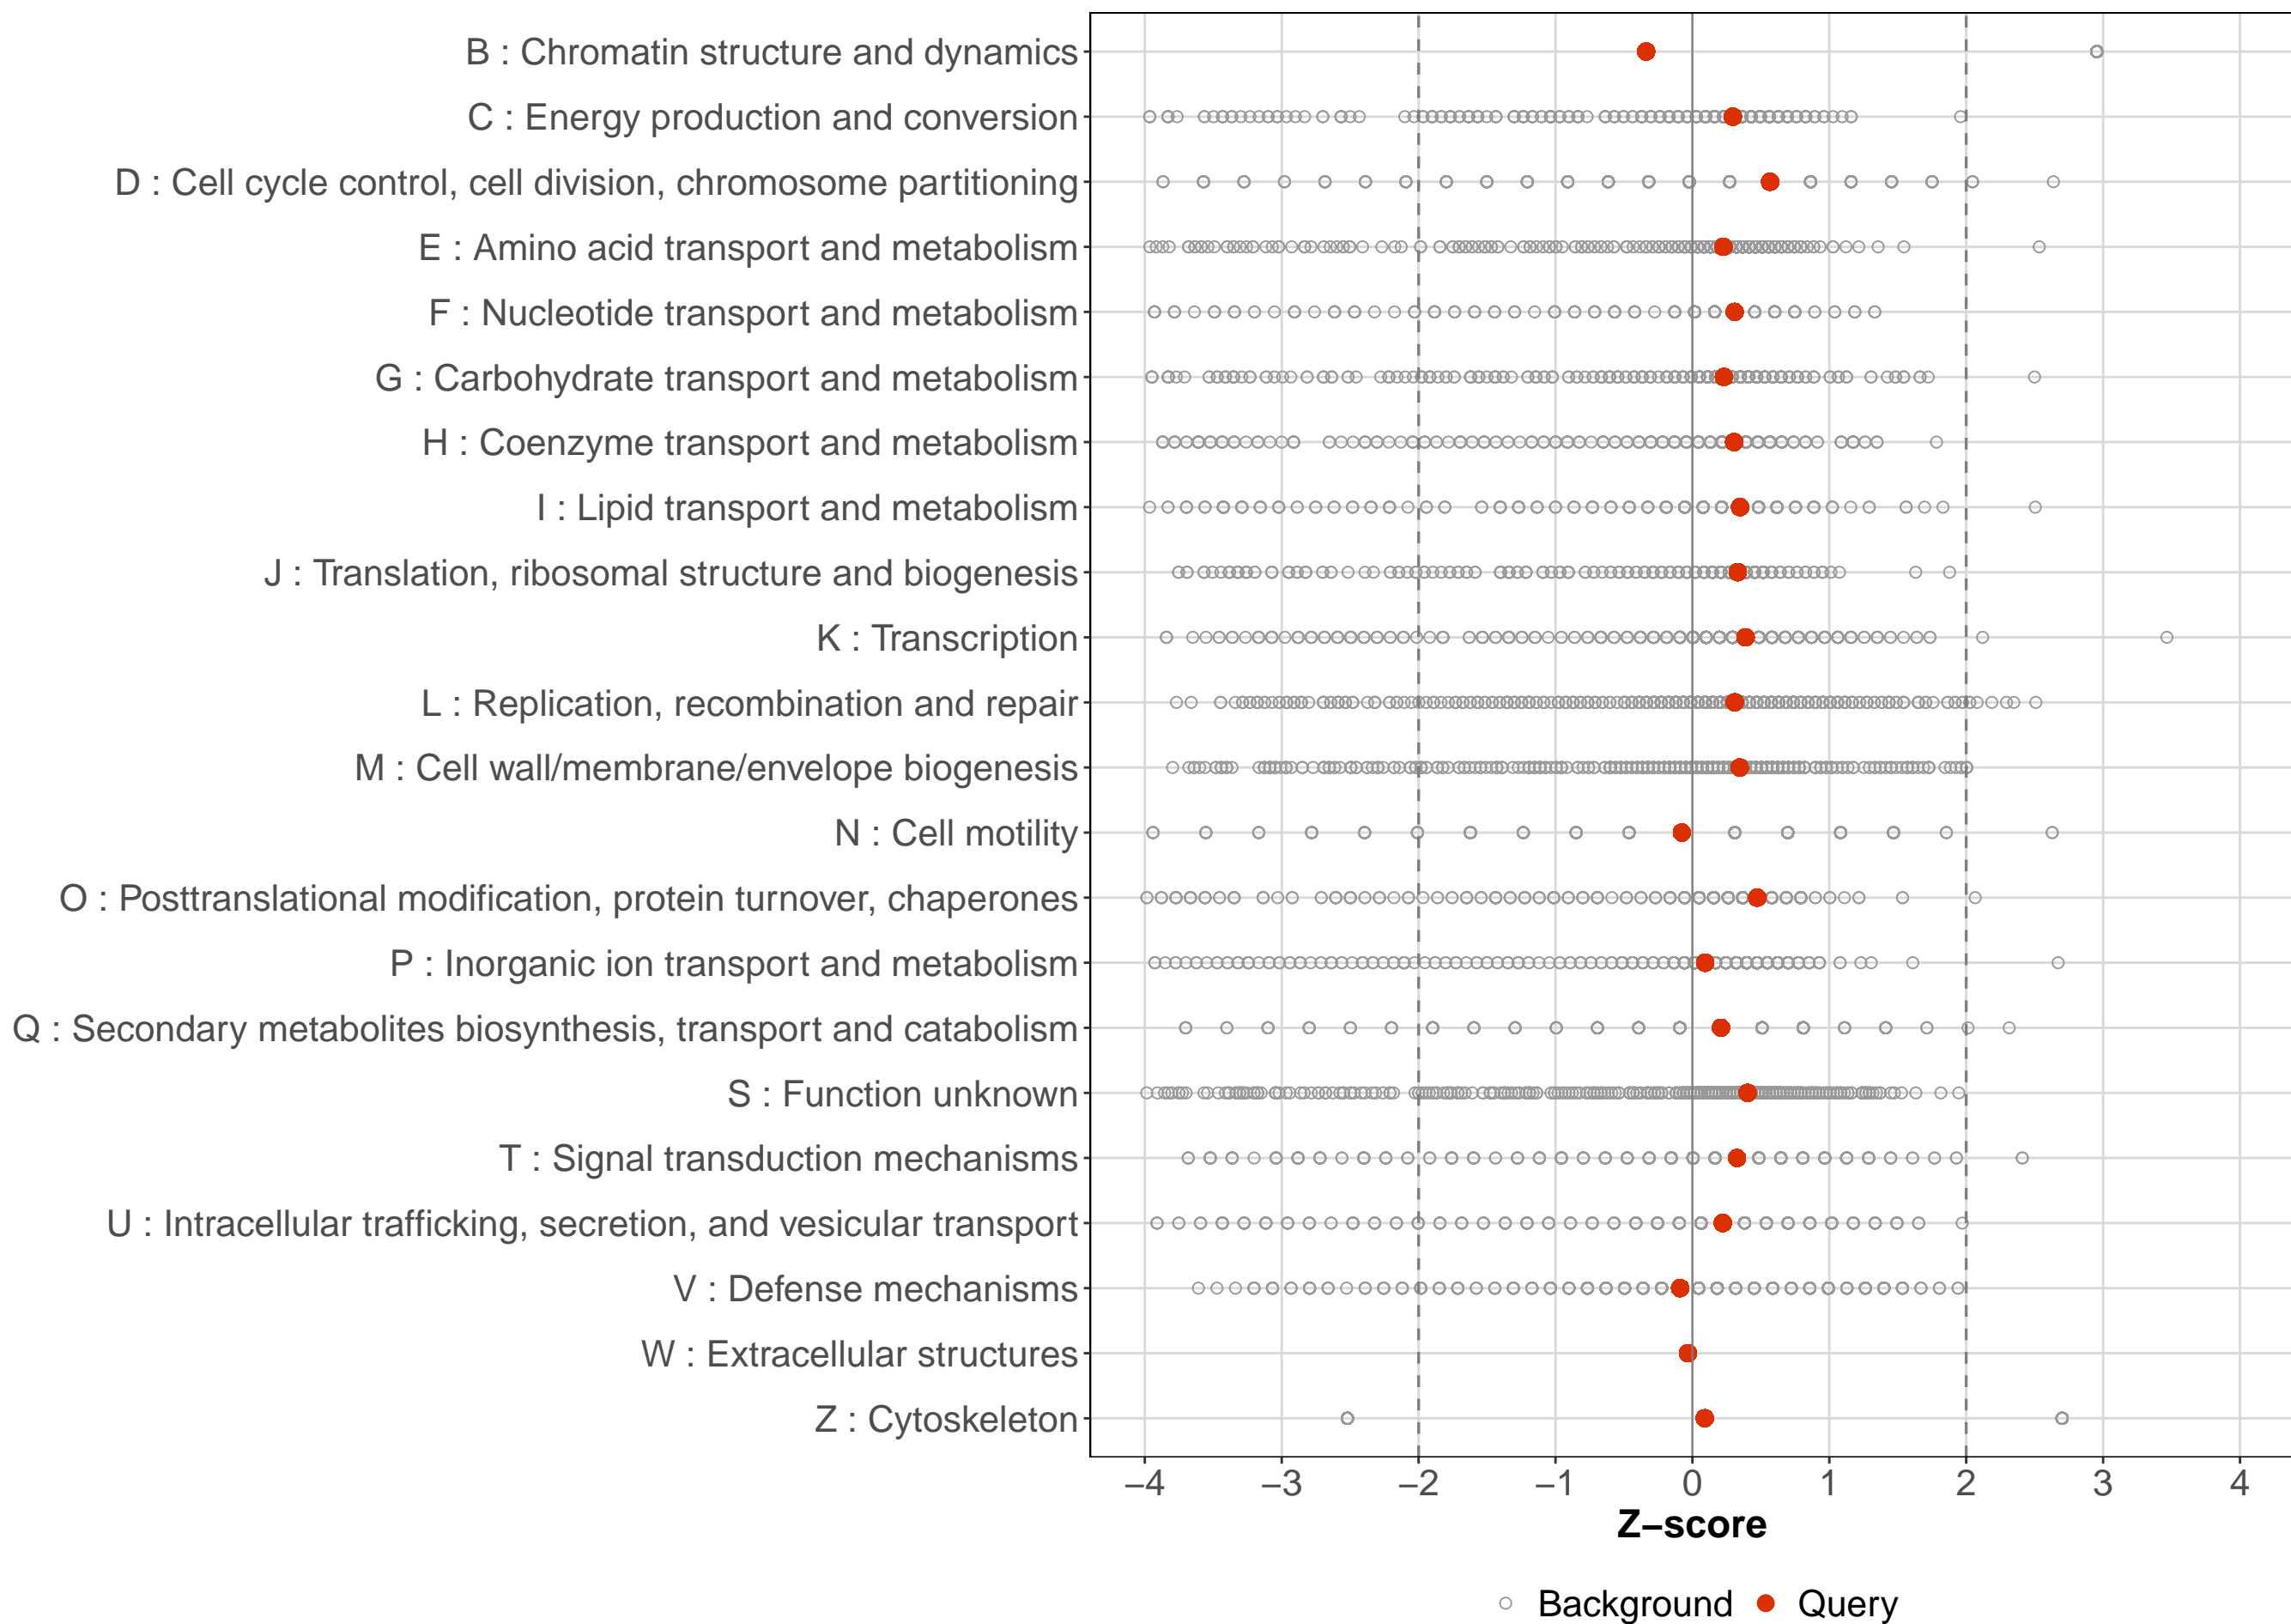 B : Chromatin structure and dynamics
C : Energy production and conversion
D : Cell cycle control, cell division, chromosome partitioning
E : Amino acid transport and metabolism
F : Nucleotide transport and metabolism
G : Carbohydrate transport and metabolism
H : Coenzyme transport and metabolism
I : Lipid transport and metabolism
J : Translation, ribosomal structure and biogenesis
K : Transcription
L : Replication, recombination and repair
M : Cell wall/membrane/envelope biogenesis
N : Cell motility
O : Posttranslational modification, protein turnover, chaperones
P : Inorganic ion transport and metabolism
Q : Secondary metabolites biosynthesis, transport and catabolism
S : Function unknown
T : Signal transduction mechanisms
U : Intracellular trafficking, secretion, and vesicular transport
V : Defense mechanisms
W : Extracellular structures
Z : Cytoskeleton
−4 −3 −2 −1 0 1 2 3 4
Z−score
Background Query